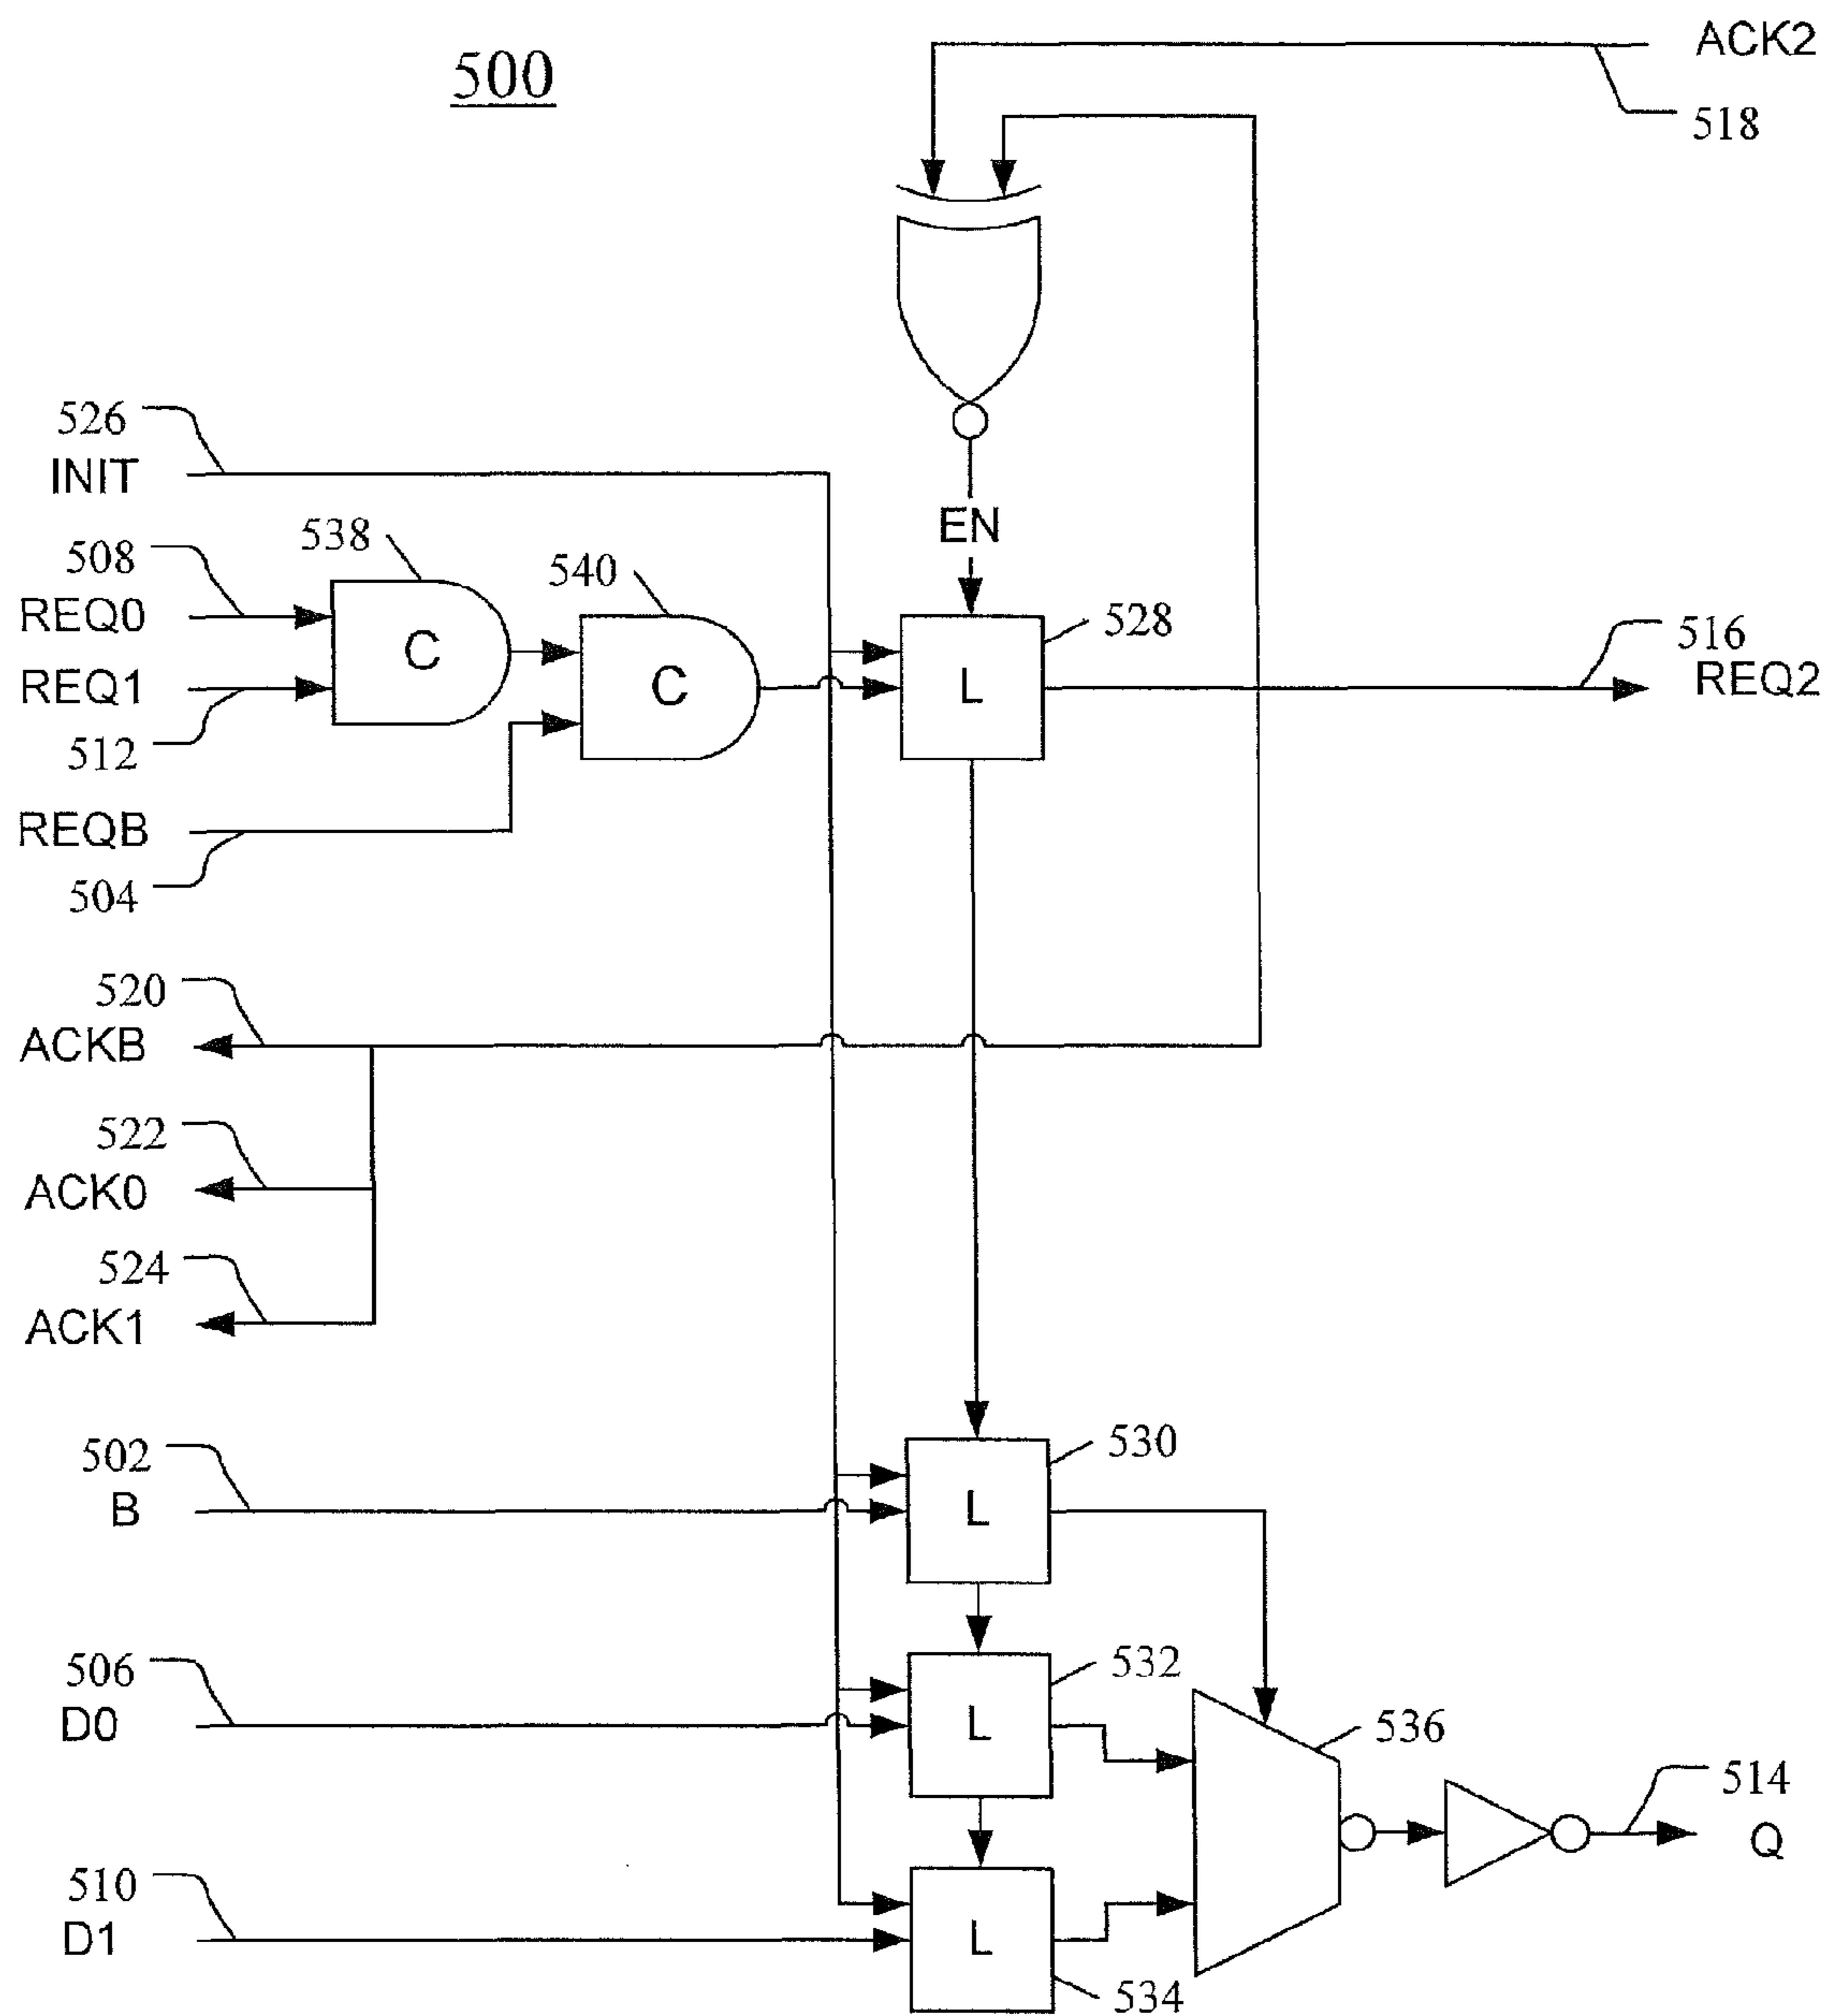 500
ACK2
518
526
INIT
EN
508
REQ0
538
540
528
516
REQ2
C
C
L
REQ1
512
REQB
504
520
ACKB
522
ACK0
524
ACK1
502
B
530
L
506
D0
532
L
536
514
Q
510
D1
L
534